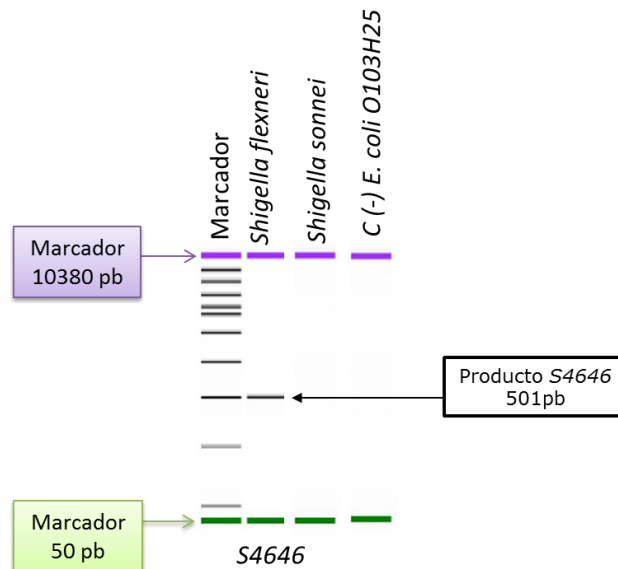 Marcador
Shigella flexneri
Shigella sonnei
C (-) E. coli O103H25
Marcador
10380 pb
Producto S4646
501pb
Marcador
50 pb
S4646